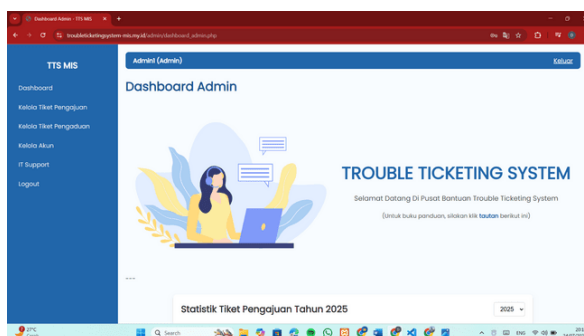 Dashboard Admin - TTS MIS
troubleticketingsystem-mis.my.id/admin/dashboard_admin.php
TTS MIS
Admin1 (Admin)
Keluar
Dashboard
Kelola Tiket Pengajuan
Kelola Tiket Pengaduan
Kelola Akun
IT Support
Logout
Dashboard Admin
TROUBLE TICKETING SYSTEM
Selamat Datang Di Pusat Bantuan Trouble Ticketing System
(Untuk buku panduan, silakan klik tautan berikut ini)
---
Statistik Tiket Pengajuan Tahun 2025
2025
21°C
Search
ENG